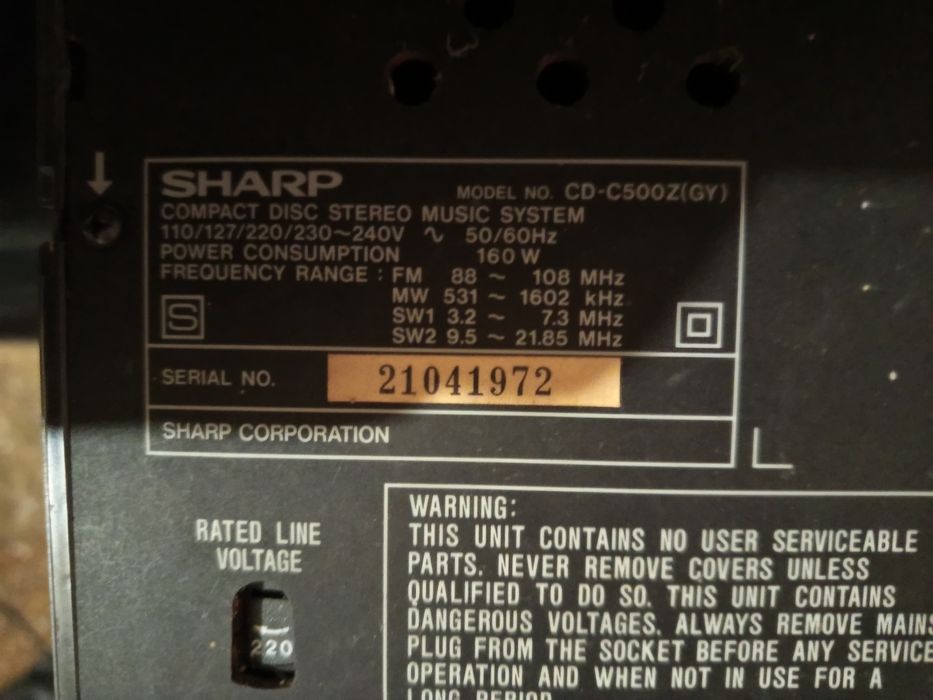 SHARP MODEL NO. CD-C500Z(GY)
COMPACT DISC STEREO MUSIC SYSTEM
110/127/220/230~240V ∿ 50/60Hz
POWER CONSUMPTION 160 W
FREQUENCY RANGE : FM 88 ~ 108 MHz
MW 531 ~ 1602 kHz
SW1 3.2 ~ 7.3 MHz
SW2 9.5 ~ 21.85 MHz
S
SERIAL NO. 21041972
SHARP CORPORATION
L
RATED LINE
VOLTAGE
220
WARNING:
THIS UNIT CONTAINS NO USER SERVICEABLE
PARTS. NEVER REMOVE COVERS UNLESS
QUALIFIED TO DO SO. THIS UNIT CONTAINS
DANGEROUS VOLTAGES. ALWAYS REMOVE MAINS
PLUG FROM THE SOCKET BEFORE ANY SERVICE
OPERATION AND WHEN NOT IN USE FOR A
LONG PERIOD